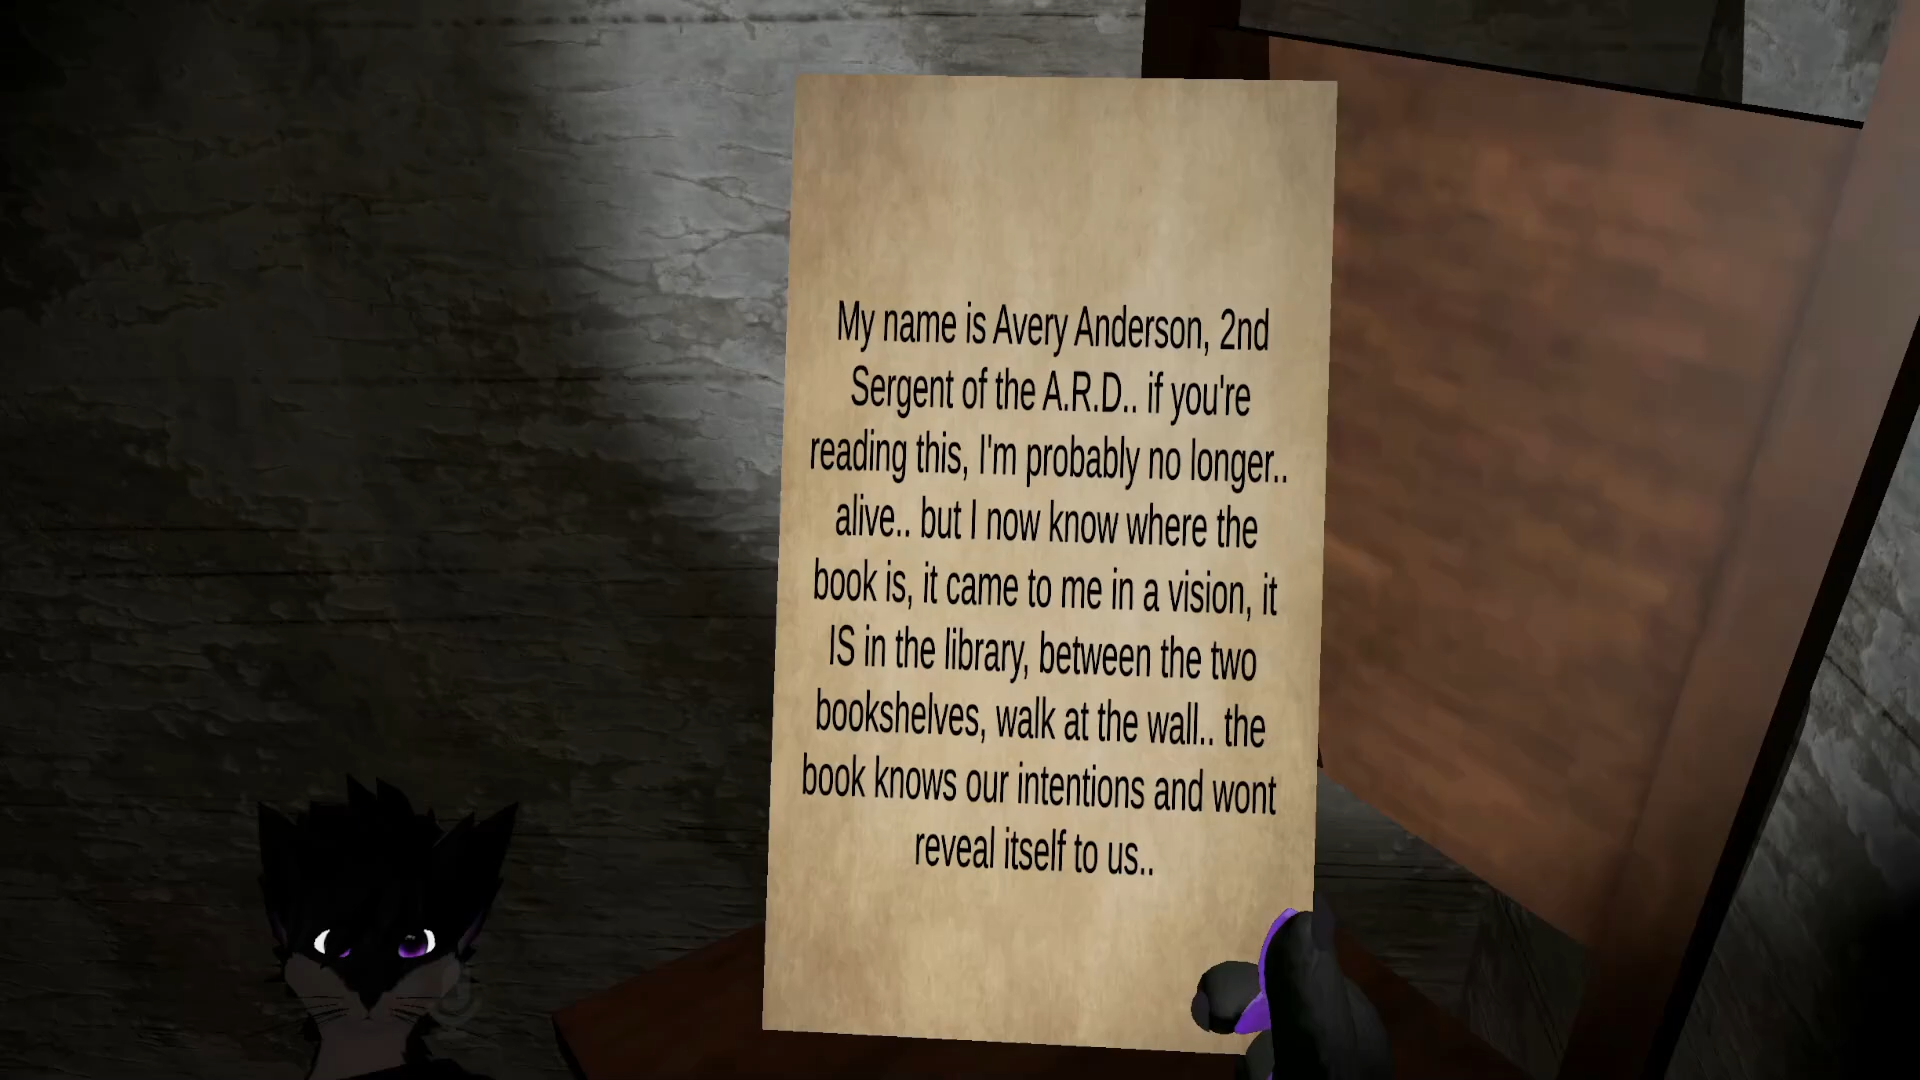 My name is Avery Anderson, 2nd
Sergent of the A.R.D.. if you're
reading this, I'm probably no longer..
alive.. but I now know where the
book is, it came to me in a vision, it
IS in the library, between the two
bookshelves, walk at the wall.. the
book knows our intentions and wont
reveal itself to us..